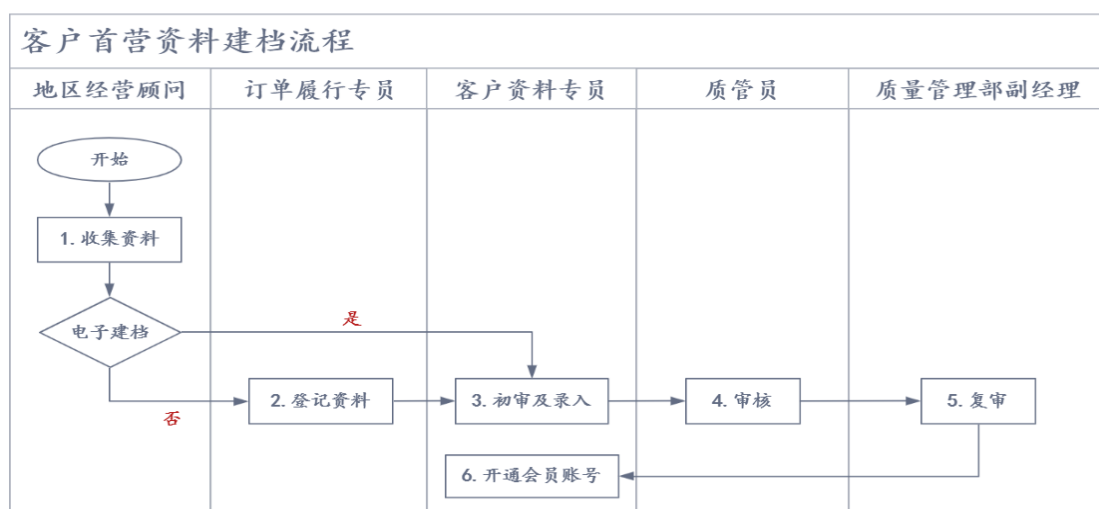 客户首营资料建档流程
地区经营顾问
订单履行专员
客户资料专员
质管员
质量管理部副经理
开始
1.收集资料
电子建档
是
否
2.登记资料
3.初审及录入
4.审核
5.复审
6.开通会员账号